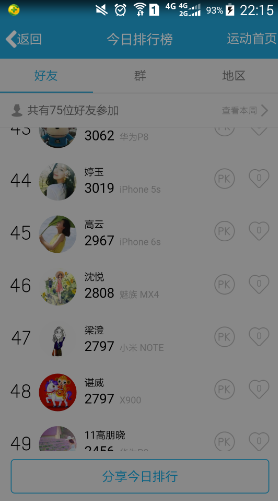 1 4G 4G 2G 93% 22:15
返回 今日排行榜 运动首页
好友 群 地区
共有75位好友参加 查看本周
43 3062 华为P8
婷玉
44 3019 iPhone 5s PK 0
高云
45 2967 iPhone 6s PK 0
沈悦
46 2808 魅族 MX4 PK 0
梁澄
47 2797 小米 NOTE PK 0
谌威
48 2797 X900 PK 0
11高朋晓
49 2456 PK 0
分享今日排行